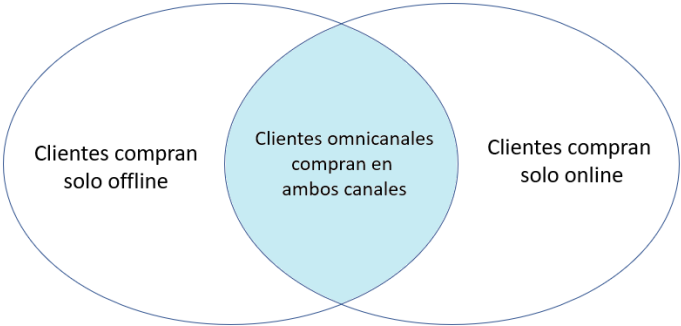 Clientes compran
solo offline
Clientes omnicanales
compran en
ambos canales
Clientes compran
solo online